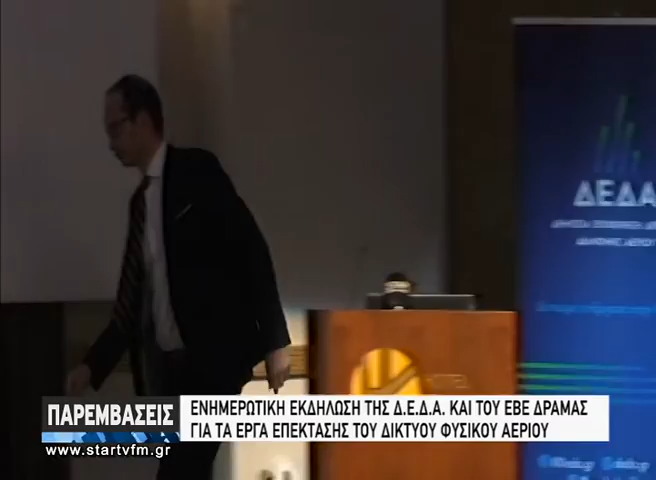 ΔΕΔΑ
HOTEL
ΠΑΡΕΜΒΑΣΕΙΣ
ΕΝΗΜΕΡΩΤΙΚΗ ΕΚΔΗΛΩΣΗ ΤΗΣ Δ.Ε.Δ.Α. ΚΑΙ ΤΟΥ ΕΒΕ ΔΡΑΜΑΣ
ΓΙΑ ΤΑ ΕΡΓΑ ΕΠΕΚΤΑΣΗΣ ΤΟΥ ΔΙΚΤΥΟΥ ΦΥΣΙΚΟΥ ΑΕΡΙΟΥ
www.startvfm.gr